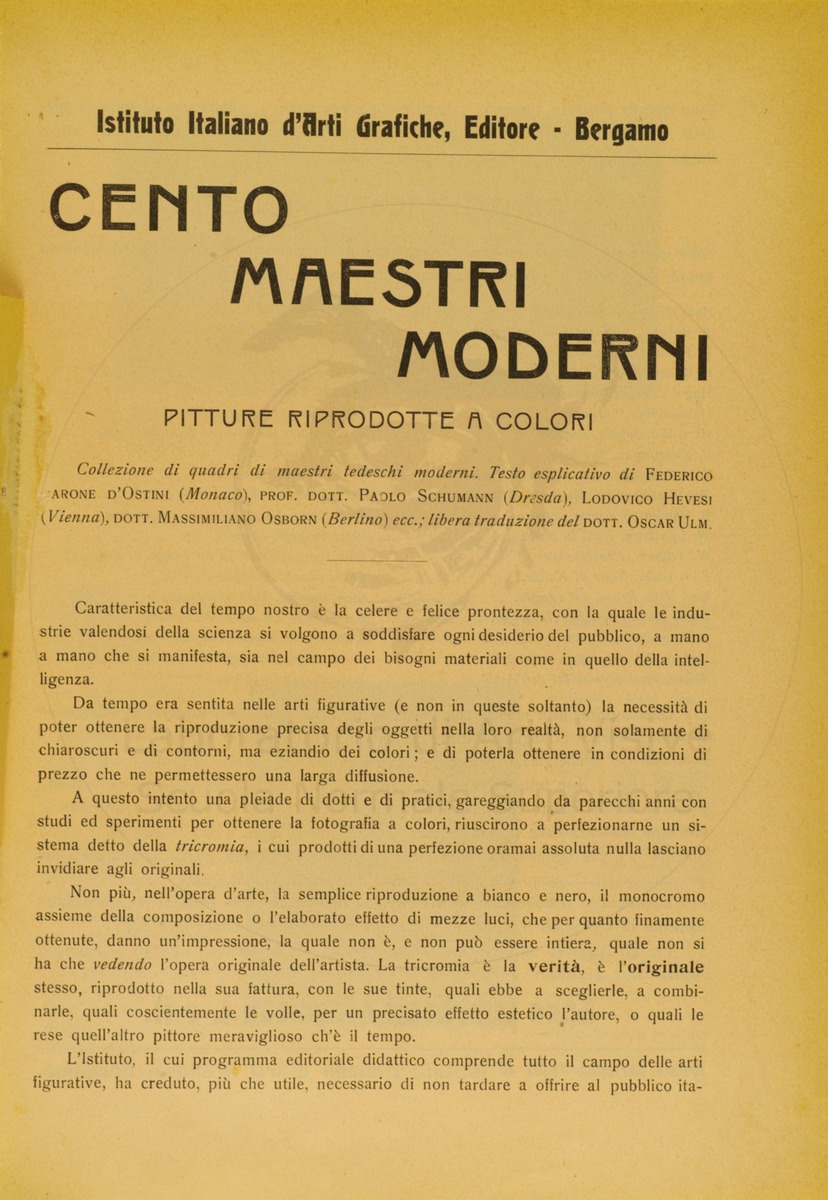 Istituto Italiano d'Arti Grafiche, Editore - Bergamo
CENTO
MAESTRI
MODERNI
PITTURE RIPRODOTTE A COLORI
Collezione di quadri di maestri tedeschi moderni. Testo esplicativo di FEDERICO
ARONE D'OSTINI (Monaco), PROF. DOTT. PAOLO SCHUMANN (Dresda), LODOVICO HEVESI
(Vienna), DOTT. MASSIMILIANO OSBORN (Berlino) ecc.; libera traduzione del DOTT. OSCAR ULM.
Caratteristica del tempo nostro è la celere e felice prontezza, con la quale le indu-
strie valendosi della scienza si volgono a soddisfare ogni desiderio del pubblico, a mano
a mano che si manifesta, sia nel campo dei bisogni materiali come in quello della intel-
ligenza.
Da tempo era sentita nelle arti figurative (e non in queste soltanto) la necessità di
poter ottenere la riproduzione precisa degli oggetti nella loro realtà, non solamente di
chiaroscuri e di contorni, ma eziandio dei colori; e di poterla ottenere in condizioni di
prezzo che ne permettessero una larga diffusione.
A questo intento una pleiade di dotti e di pratici, gareggiando da parecchi anni con
studi ed sperimenti per ottenere la fotografia a colori, riuscirono a perfezionarne un si-
stema detto della tricromia, i cui prodotti di una perfezione oramai assoluta nulla lasciano
invidiare agli originali.
Non più, nell'opera d'arte, la semplice riproduzione a bianco e nero, il monocromo
assieme della composizione o l'elaborato effetto di mezze luci, che per quanto finamente
ottenute, danno un'impressione, la quale non è, e non può essere intiera, quale non si
ha che vedendo l'opera originale dell'artista. La tricromia è la verità, è l'originale
stesso, riprodotto nella sua fattura, con le sue tinte, quali ebbe a sceglierle, a combi-
narle, quali coscientemente le volle, per un precisato effetto estetico l'autore, o quali le
rese quell'altro pittore meraviglioso ch'è il tempo.
L'Istituto, il cui programma editoriale didattico comprende tutto il campo delle arti
figurative, ha creduto, più che utile, necessario di non tardare a offrire al pubblico ita-